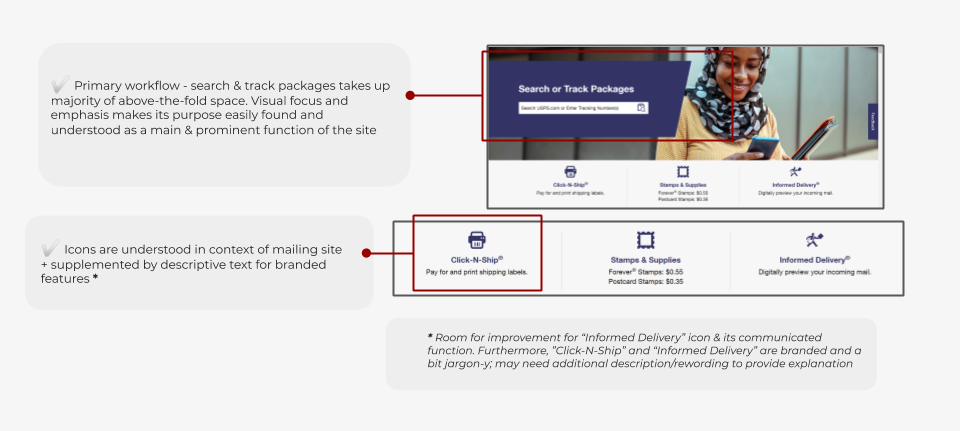 Primary workflow - search & track packages takes up
majority of above-the-fold space. Visual focus and
emphasis makes its purpose easily found and
understood as a main & prominent function of the site
Search or Track Packages
Search USPS.com or Enter Tracking Number(s)
Feedback
Click-N-Ship®
Pay for and print shipping labels.
Stamps & Supplies
Forever® Stamps: $0.55
Postcard Stamps: $0.35
Informed Delivery®
Digitally preview your incoming mail.
Icons are understood in context of mailing site
+ supplemented by descriptive text for branded
features *
Click-N-Ship®
Pay for and print shipping labels.
Stamps & Supplies
Forever® Stamps: $0.55
Postcard Stamps: $0.35
Informed Delivery®
Digitally preview your incoming mail.
* Room for improvement for “Informed Delivery” icon & its communicated
function. Furthermore, ”Click-N-Ship” and “Informed Delivery” are branded and a
bit jargon-y; may need additional description/rewording to provide explanation